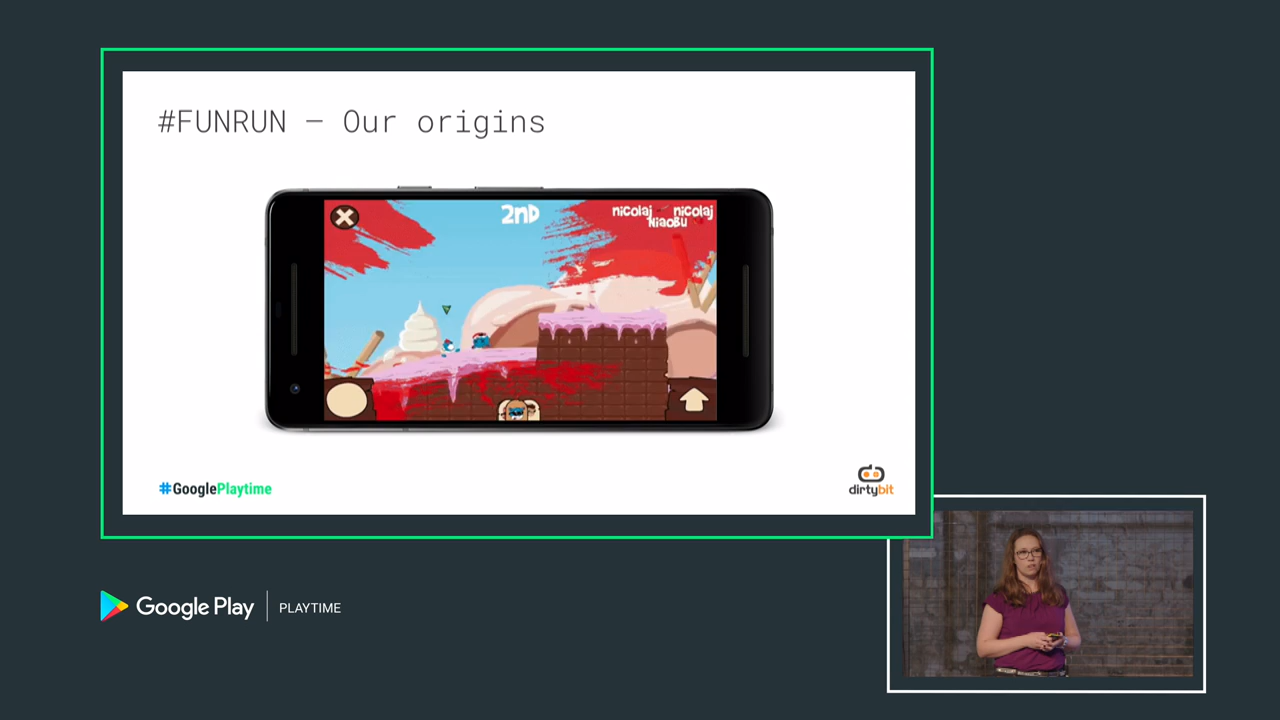 #FUNRUN – Our origins
2ND
nicolaj
nicolaj
NiaoBu
#GooglePlaytime
dirtybit
Google Play | PLAYTIME